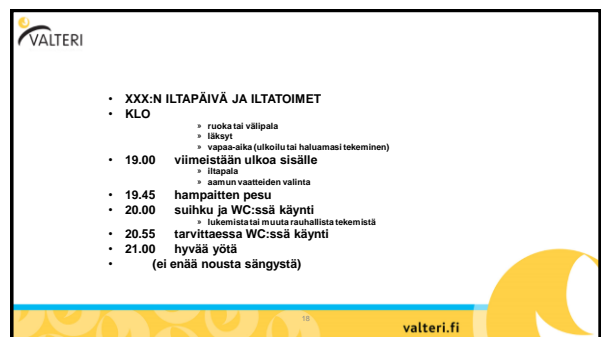 VALTERI
• XXX:N ILTAPÄIVÄ JA ILTATOIMET
• KLO
» ruoka tai välipala
» läksyt
» vapaa-aika (ulkoilu tai haluamasi tekeminen)
• 19.00 viimeistään ulkoa sisälle
» iltapala
» aamun vaatteiden valinta
• 19.45 hampaitten pesu
• 20.00 suihku ja WC:ssä käynti
» lukemista tai muuta rauhallista tekemistä
• 20.55 tarvittaessa WC:ssä käynti
• 21.00 hyvää yötä
• (ei enää nousta sängystä)
18
valteri.fi